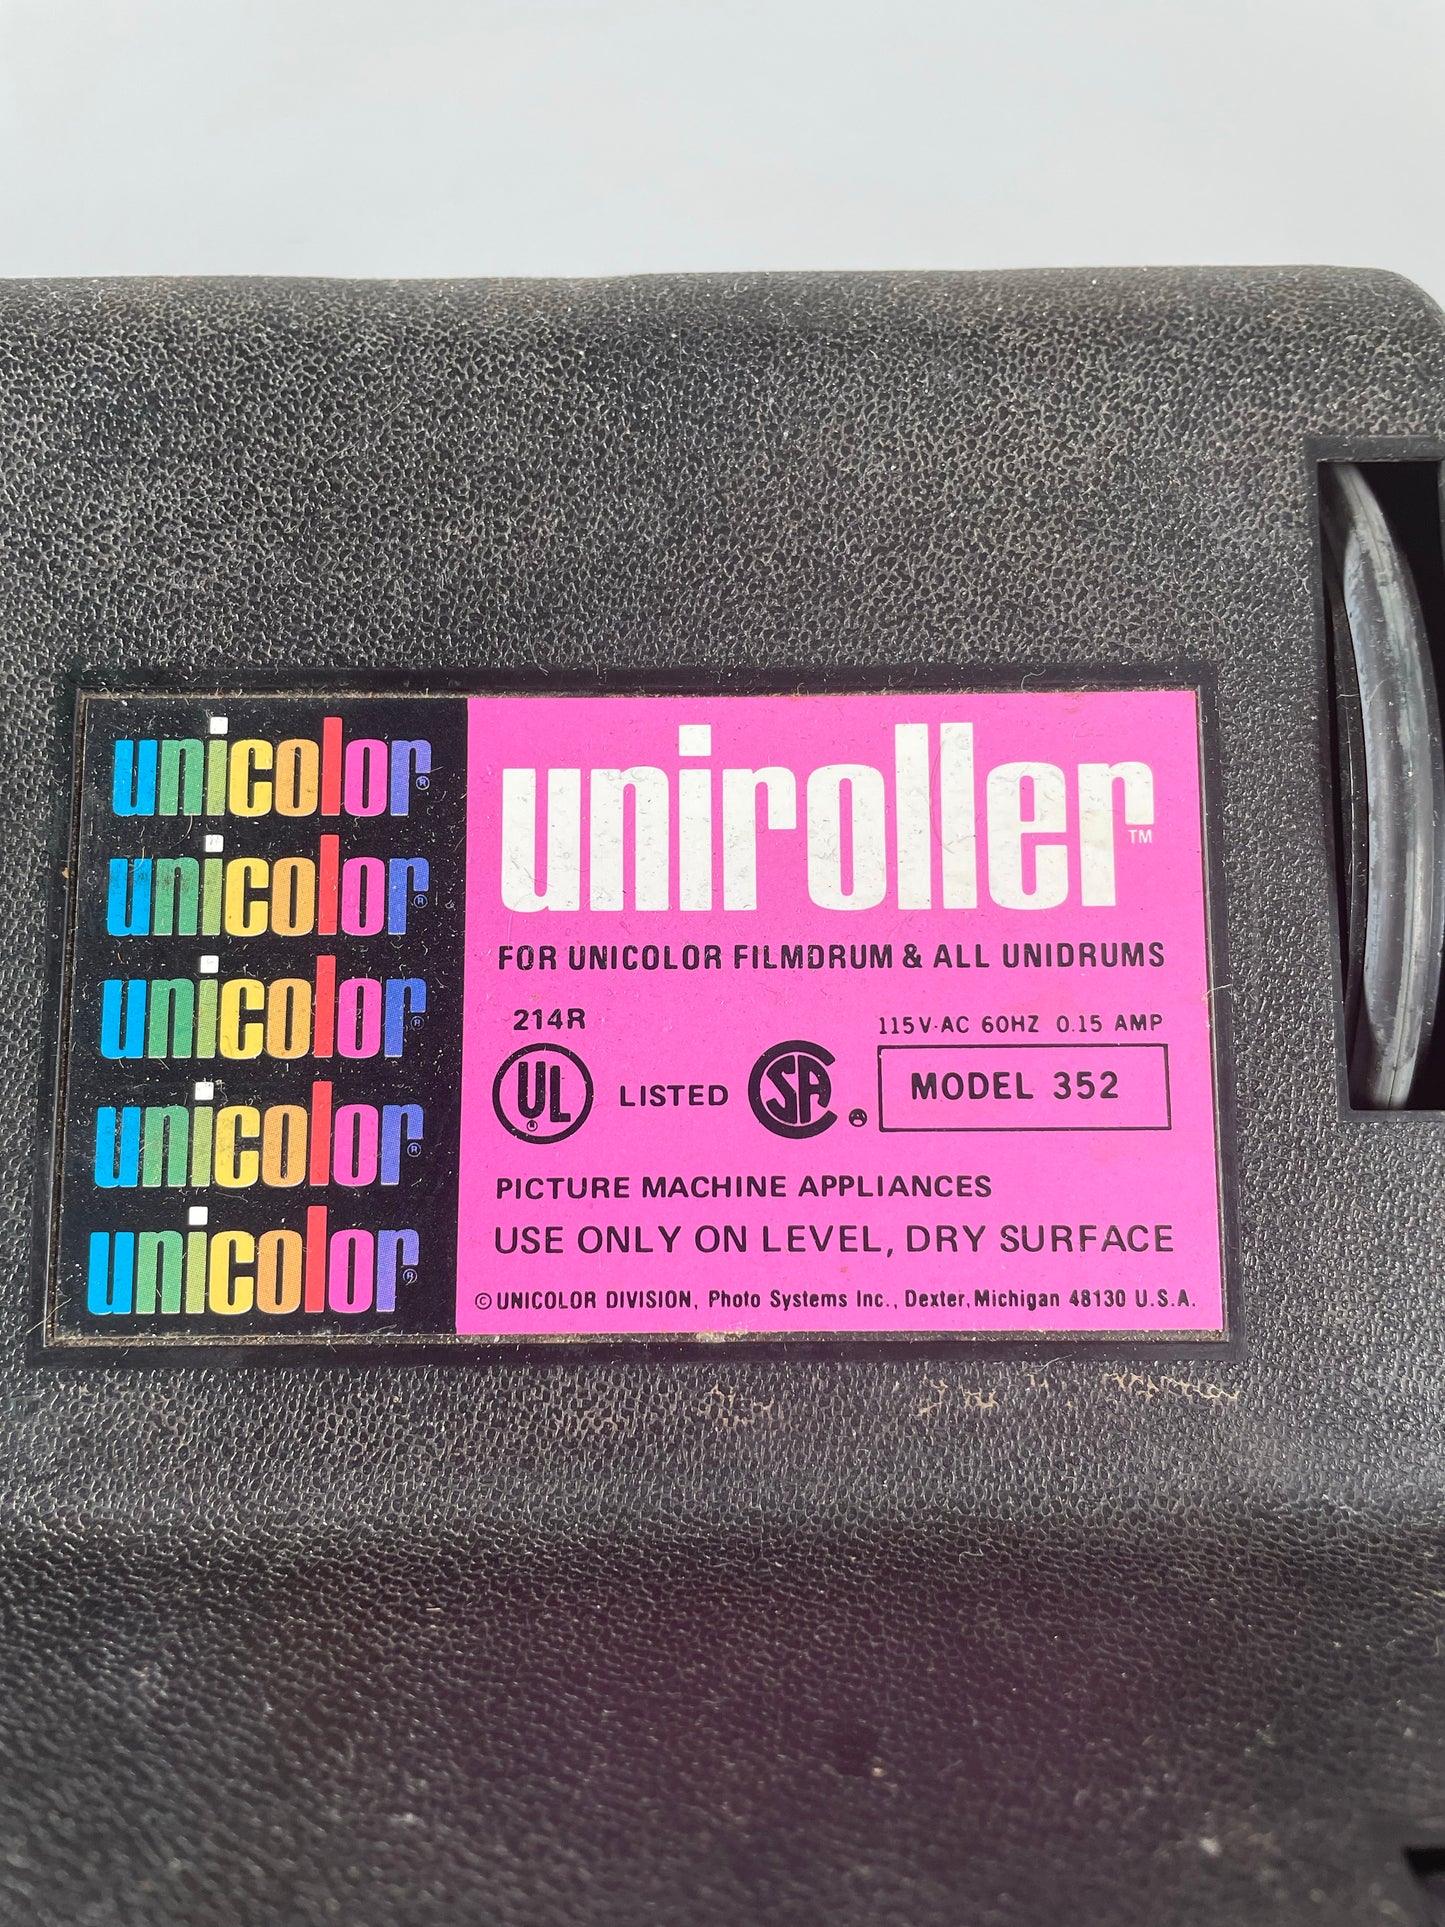 unicolor®
unicolor®
unicolor®
unicolor®
unicolor®
uniroller™
FOR UNICOLOR FILMDRUM & ALL UNIDRUMS
214R
115V·AC 60HZ 0.15 AMP
UL® LISTED CSA MODEL 352
PICTURE MACHINE APPLIANCES
USE ONLY ON LEVEL, DRY SURFACE
© UNICOLOR DIVISION, Photo Systems Inc., Dexter, Michigan 48130 U.S.A.